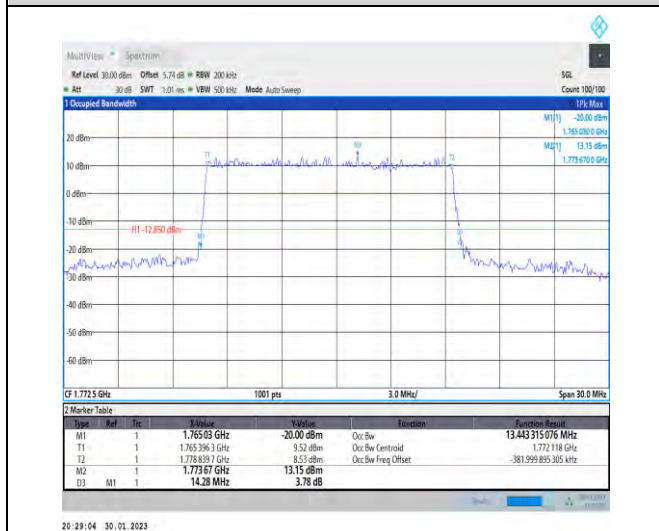 MultiView Spectrum
Ref Level 30.00 dBm Offset 5.74 dB RBW 200 kHz SGL
Att 30 dB SWT 1.01 ms VBW 500 kHz Mode Auto Sweep Count 100/100
1 Occupied Bandwidth 1Pk Max
M1[1] -20.00 dBm
1.765 030 0 GHz
M2[1] 13.15 dBm
1.773 670 0 GHz
20 dBm
M2
T1 T2
10 dBm
0 dBm
-10 dBm
H1 -12.850 dBm
-20 dBm
-30 dBm
-40 dBm
-50 dBm
-60 dBm
CF 1.772 5 GHz 1001 pts 3.0 MHz/ Span 30.0 MHz
2 Marker Table
Type Ref Trc X-Value Y-Value Function Function Result
M1 1 1.765 03 GHz -20.00 dBm Occ Bw 13.443 315 076 MHz
T1 1 1.765 396 3 GHz 9.52 dBm Occ Bw Centroid 1.772 118 GHz
T2 1 1.778 839 7 GHz 8.53 dBm Occ Bw Freq Offset -381.999 895 305 kHz
M2 1 1.773 67 GHz 13.15 dBm
D3 M1 1 14.28 MHz 3.78 dB
20:29:04 30.01.2023